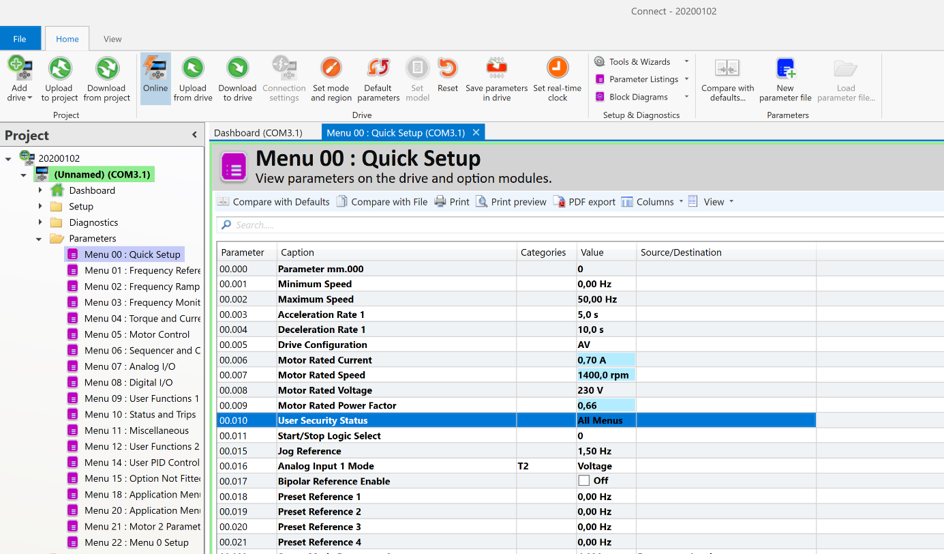 Connect - 20200102
File
Home
View
Add drive
Upload to project
Download from project
Online
Upload from drive
Download to drive
Connection settings
Set mode and region
Default parameters
Set model
Reset
Save parameters in drive
Set real-time clock
Tools & Wizards
Parameter Listings
Block Diagrams
Compare with defaults...
New parameter file
Load parameter file...
Project
Drive
Setup & Diagnostics
Parameters
Project
20200102
(Unnamed) (COM3.1)
Dashboard
Setup
Diagnostics
Parameters
Menu 00 : Quick Setup
Menu 01 : Frequency Refere
Menu 02 : Frequency Ramp
Menu 03 : Frequency Monit
Menu 04 : Torque and Curre
Menu 05 : Motor Control
Menu 06 : Sequencer and C
Menu 07 : Analog I/O
Menu 08 : Digital I/O
Menu 09 : User Functions 1
Menu 10 : Status and Trips
Menu 11 : Miscellaneous
Menu 12 : User Functions 2
Menu 14 : User PID Control
Menu 15 : Option Not Fitte
Menu 18 : Application Men
Menu 20 : Application Men
Menu 21 : Motor 2 Paramet
Menu 22 : Menu 0 Setup
Dashboard (COM3.1)
Menu 00 : Quick Setup (COM3.1)
Menu 00 : Quick Setup
View parameters on the drive and option modules.
Compare with Defaults
Compare with File
Print
Print preview
PDF export
Columns
View
Search....
Parameter Caption Categories Value Source/Destination
00.000 Parameter mm.000 0
00.001 Minimum Speed 0,00 Hz
00.002 Maximum Speed 50,00 Hz
00.003 Acceleration Rate 1 5,0 s
00.004 Deceleration Rate 1 10,0 s
00.005 Drive Configuration AV
00.006 Motor Rated Current 0,70 A
00.007 Motor Rated Speed 1400,0 rpm
00.008 Motor Rated Voltage 230 V
00.009 Motor Rated Power Factor 0,66
00.010 User Security Status All Menus
00.011 Start/Stop Logic Select 0
00.015 Jog Reference 1,50 Hz
00.016 Analog Input 1 Mode T2 Voltage
00.017 Bipolar Reference Enable Off
00.018 Preset Reference 1 0,00 Hz
00.019 Preset Reference 2 0,00 Hz
00.020 Preset Reference 3 0,00 Hz
00.021 Preset Reference 4 0,00 Hz